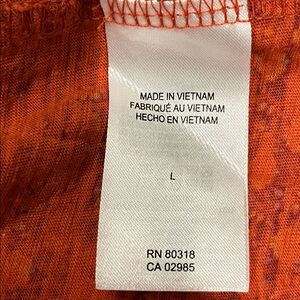 MADE IN VIETNAM
FABRIQUÉ AU VIETNAM
HECHO EN VIETNAM
L
RN 80318
CA 02985